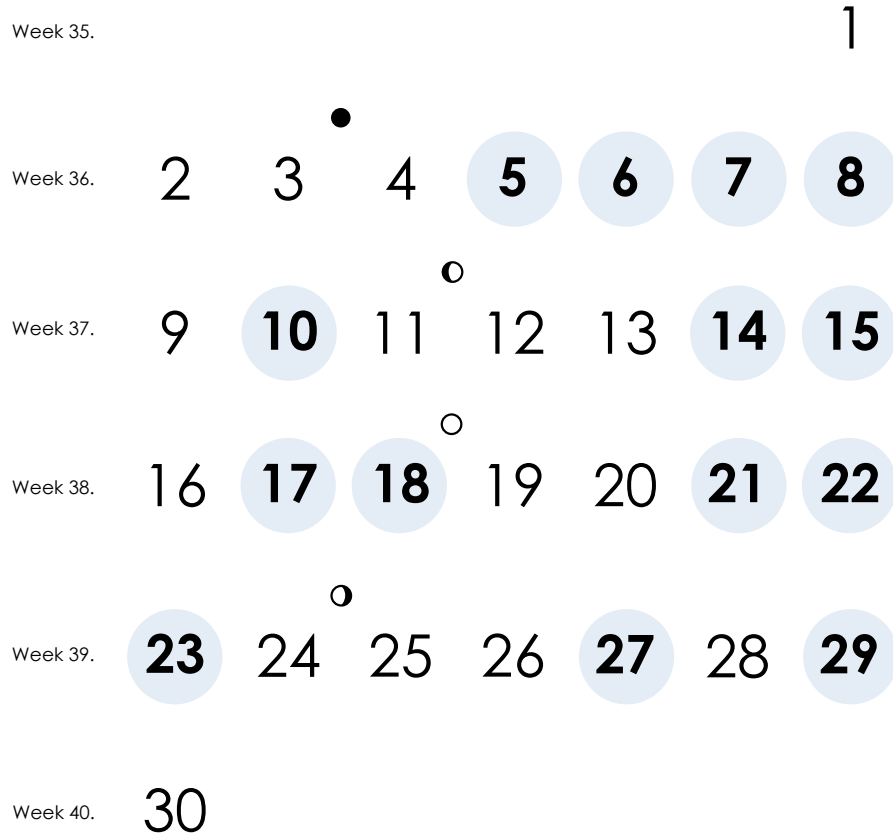 Week 35. 1
Week 36. 2 3 4 5 6 7 8
Week 37. 9 10 11 12 13 14 15
Week 38. 16 17 18 19 20 21 22
Week 39. 23 24 25 26 27 28 29
Week 40. 30